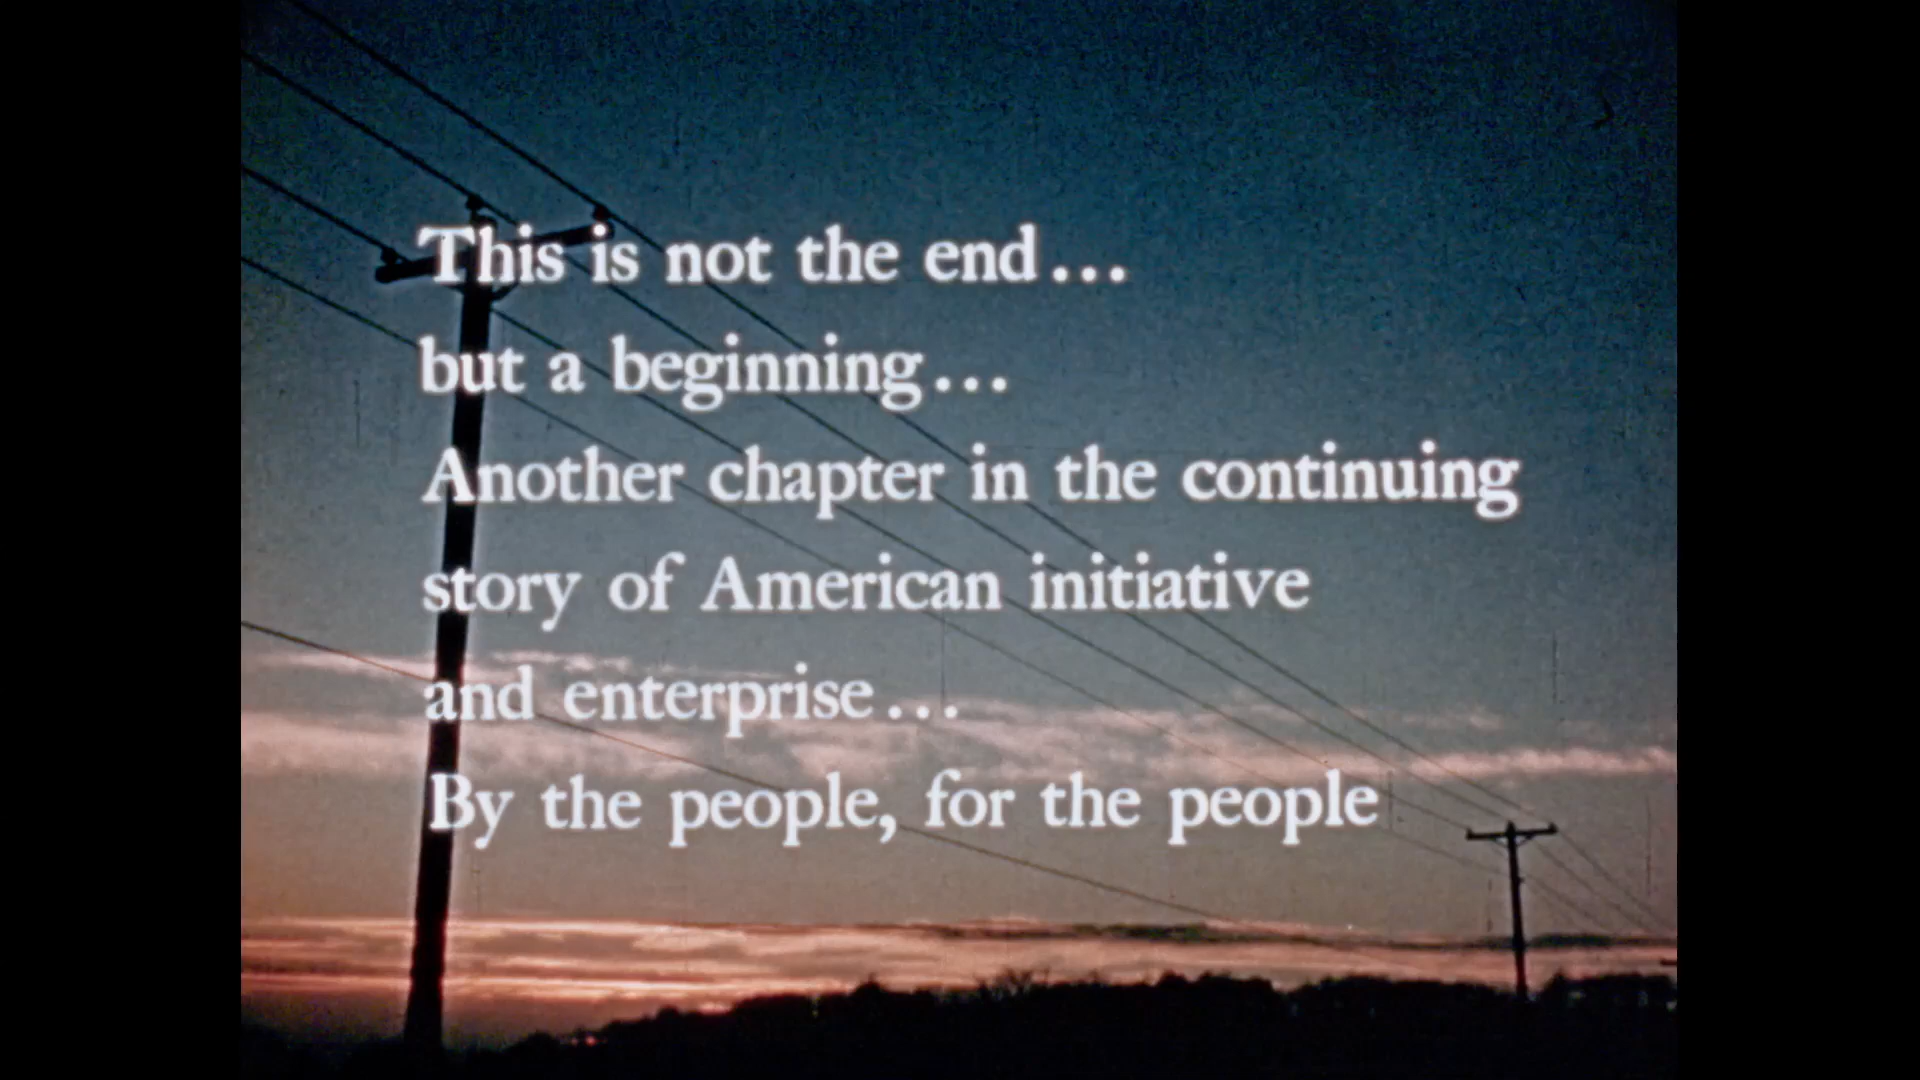 This is not the end...
but a beginning...
Another chapter in the continuing
story of American initiative
and enterprise...
By the people, for the people